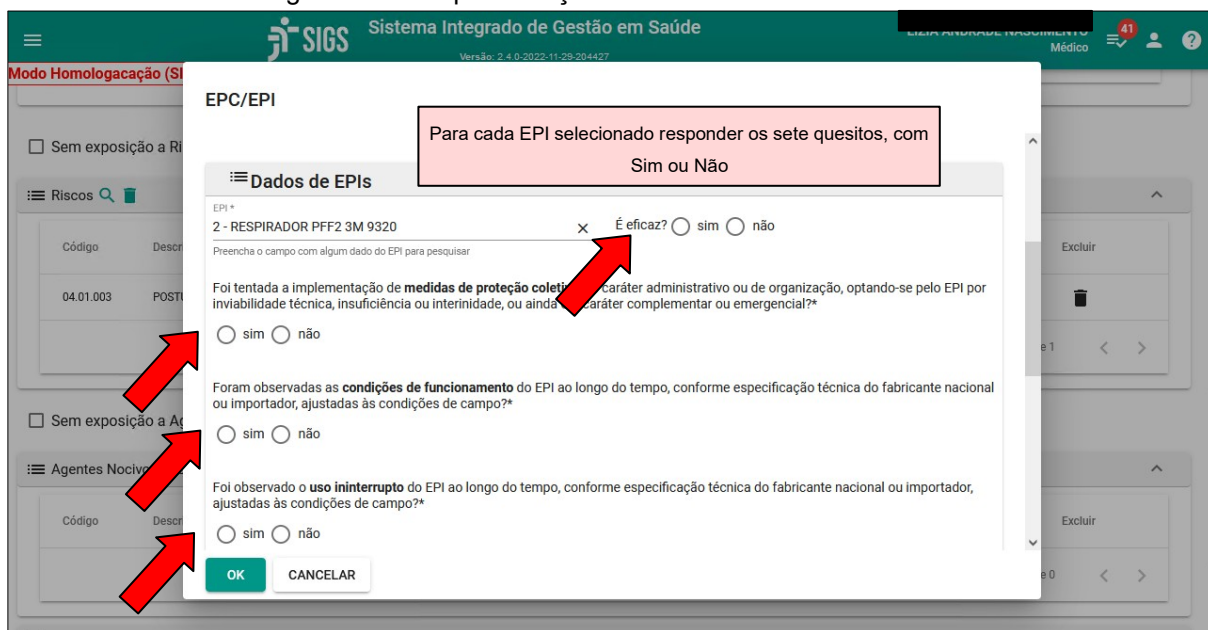 SIGS
Sistema Integrado de Gestão em Saúde
Versão: 2.4.0-2022-11-29-204427
Médico
41
Modo Homologacação (SI
EPC/EPI
Para cada EPI selecionado responder os sete quesitos, com
Sim ou Não
Sem exposição a Ri
Riscos
Código
Descr
Excluir
04.01.003
POSTU
e 1
Dados de EPIs
EPI *
2 - RESPIRADOR PFF2 3M 9320
É eficaz? sim não
Preencha o campo com algum dado do EPI para pesquisar
Foi tentada a implementação de medidas de proteção coleti caráter administrativo ou de organização, optando-se pelo EPI por
inviabilidade técnica, insuficiência ou interinidade, ou ainda caráter complementar ou emergencial?*
sim não
Foram observadas as condições de funcionamento do EPI ao longo do tempo, conforme especificação técnica do fabricante nacional
ou importador, ajustadas às condições de campo?*
sim não
Foi observado o uso ininterrupto do EPI ao longo do tempo, conforme especificação técnica do fabricante nacional ou importador,
ajustadas às condições de campo?*
sim não
OK CANCELAR
Sem exposição a Ag
Agentes Nociv
Código
Descr
Excluir
e 0